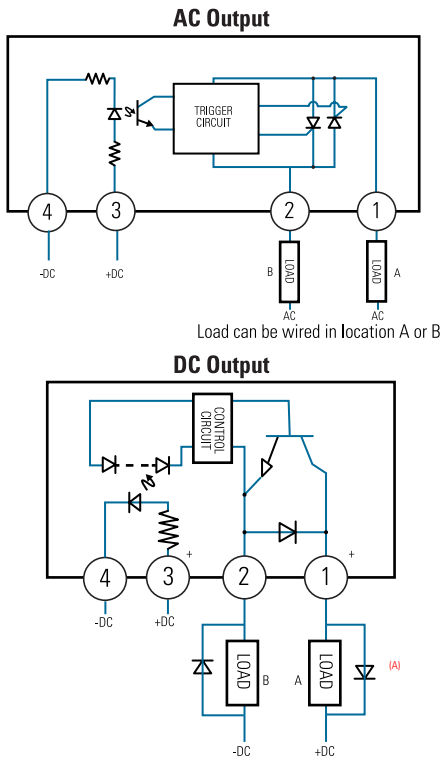 AC Output
TRIGGER
CIRCUIT
4
3
2
1
-DC
+DC
B
LOAD
LOAD
A
AC
AC
Load can be wired in location A or B
DC Output
CONTROL
CIRCUIT
+
+
4
3
2
1
-DC
+DC
LOAD
B
A
LOAD
(A)
-DC
+DC